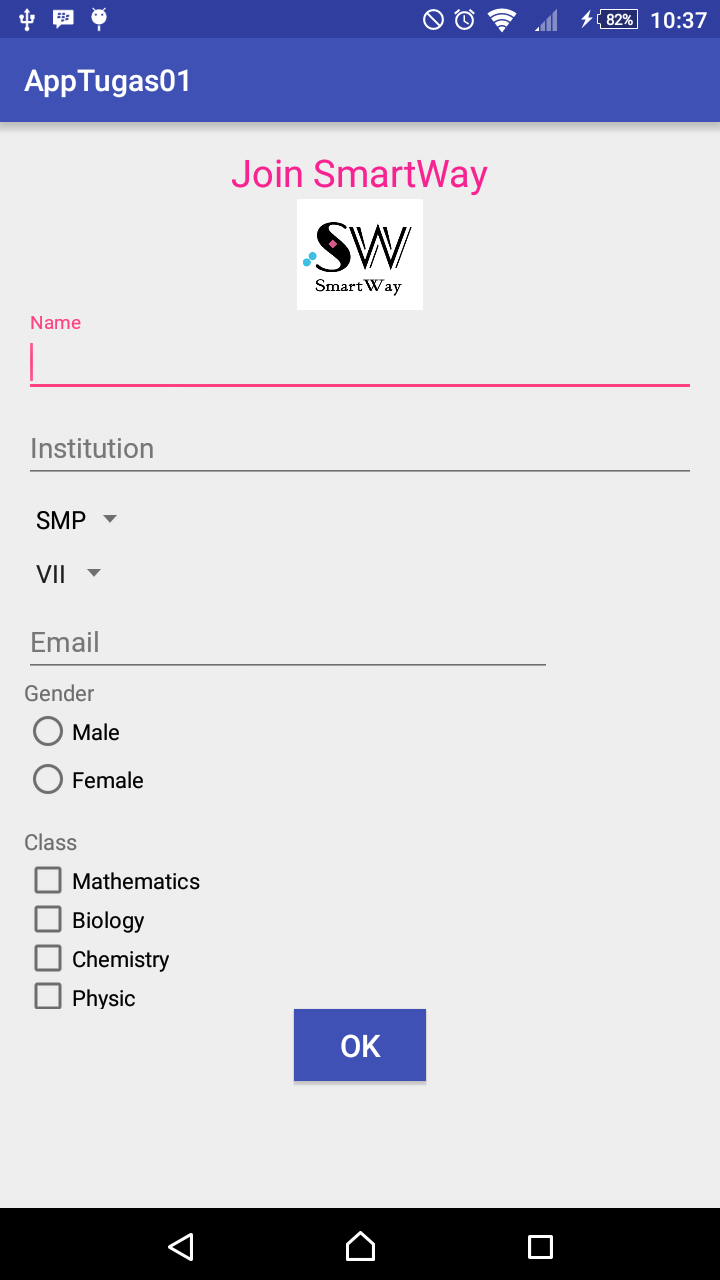 82% 10:37
AppTugas01
Join SmartWay
SW
SmartWay
Name
Institution
SMP
VII
Email
Gender
Male
Female
Class
Mathematics
Biology
Chemistry
Physic
OK